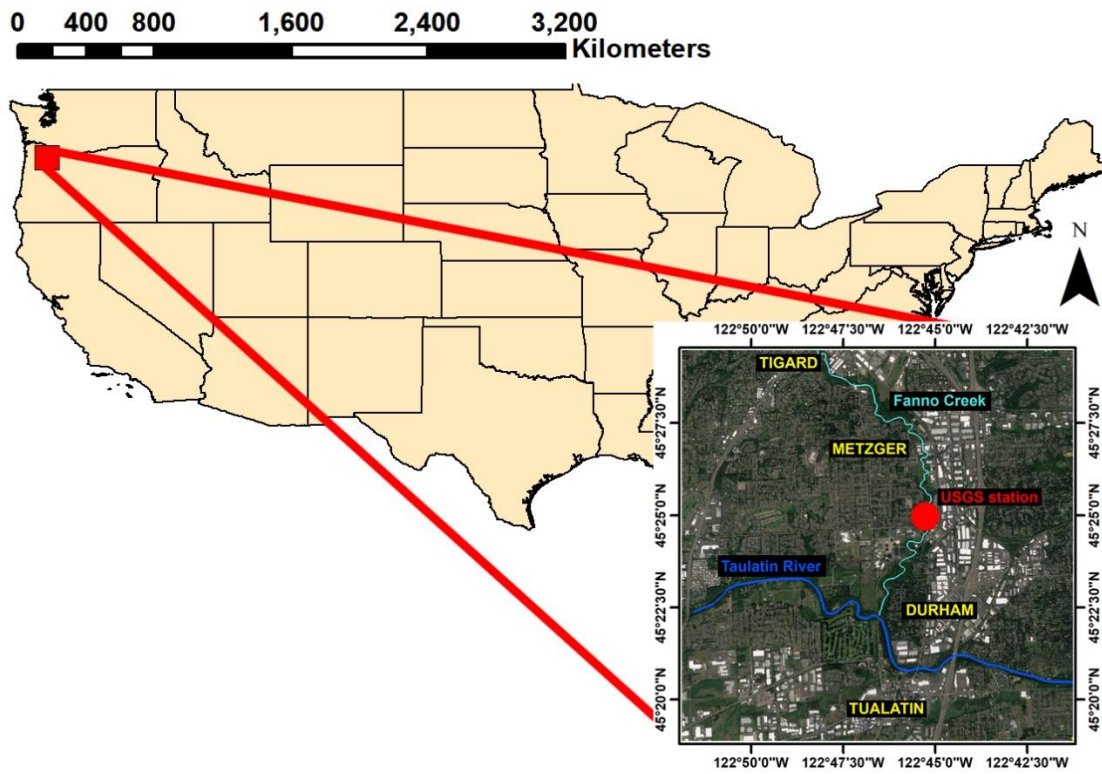 0 400 800 1,600 2,400 3,200
Kilometers
N
122°50'0"W 122°47'30"W 122°45'0"W 122°42'30"W
TIGARD
Fanno Creek
45°27'30"N
45°27'30"N
METZGER
USGS station
45°25'0"N
45°25'0"N
Taulatin River
45°22'30"N
DURHAM
45°22'30"N
45°20'0"N
TUALATIN
45°20'0"N
122°50'0"W 122°47'30"W 122°45'0"W 122°42'30"W